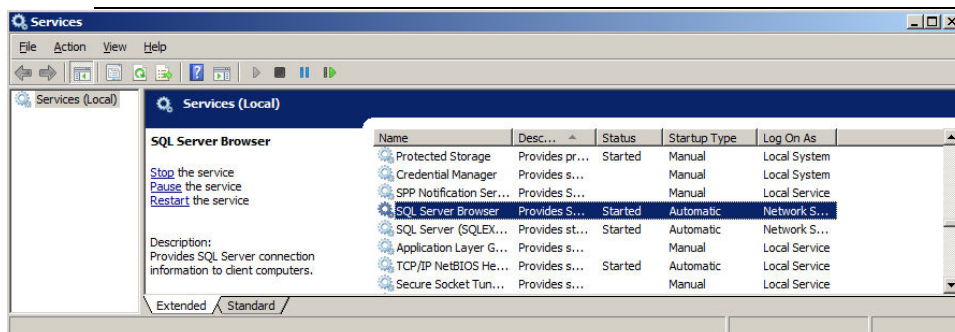 Services
File Action View Help
Services (Local)
Services (Local)
SQL Server Browser
Stop the service
Pause the service
Restart the service
Description:
Provides SQL Server connection
information to client computers.
Name Desc... Status Startup Type Log On As
Protected Storage Provides pr... Started Manual Local System
Credential Manager Provides s... Manual Local System
SPP Notification Ser... Provides S... Manual Local Service
SQL Server Browser Provides S... Started Automatic Network S...
SQL Server (SQLEX... Provides st... Started Automatic Network S...
Application Layer G... Provides s... Manual Local Service
TCP/IP NetBIOS He... Provides s... Started Automatic Local Service
Secure Socket Tun... Provides s... Manual Local Service
Extended Standard